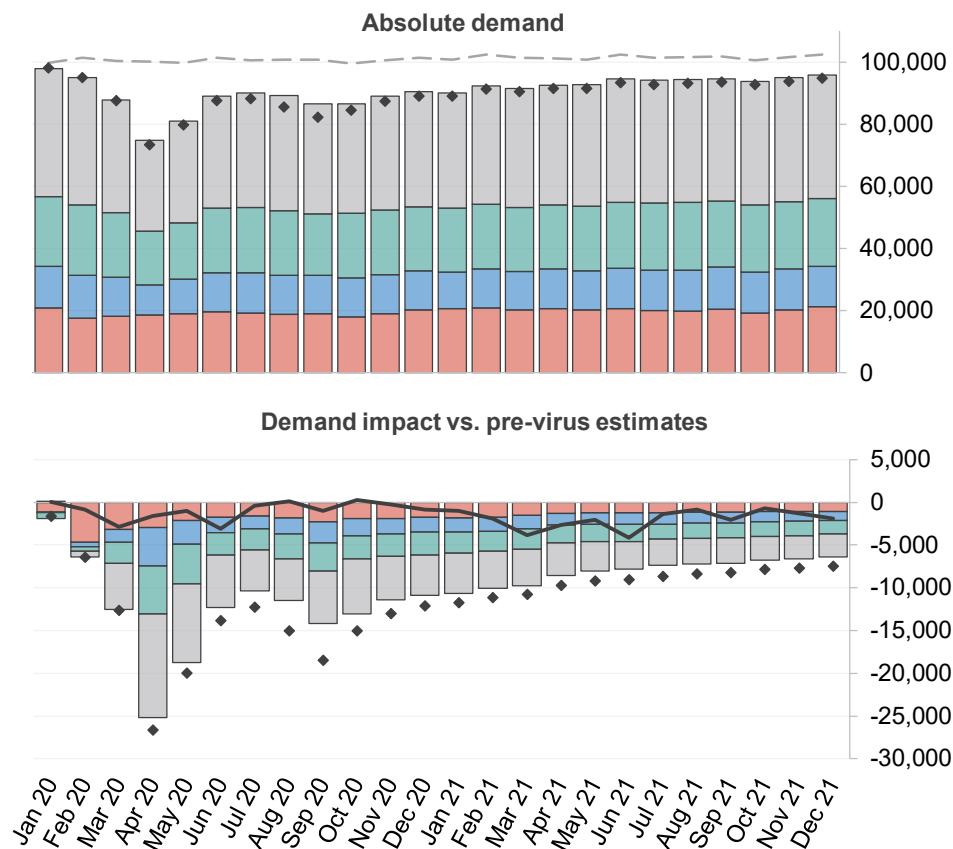 Absolute demand
100,000
80,000
60,000
40,000
20,000
0
Demand impact vs. pre-virus estimates
5,000
0
-5,000
-10,000
-15,000
-20,000
-25,000
-30,000
Jan 20
Feb 20
Mar 20
Apr 20
May 20
Jun 20
Jul 20
Aug 20
Sep 20
Oct 20
Nov 20
Dec 20
Jan 21
Feb 21
Mar 21
Apr 21
May 21
Jun 21
Jul 21
Aug 21
Sep 21
Oct 21
Nov 21
Dec 21